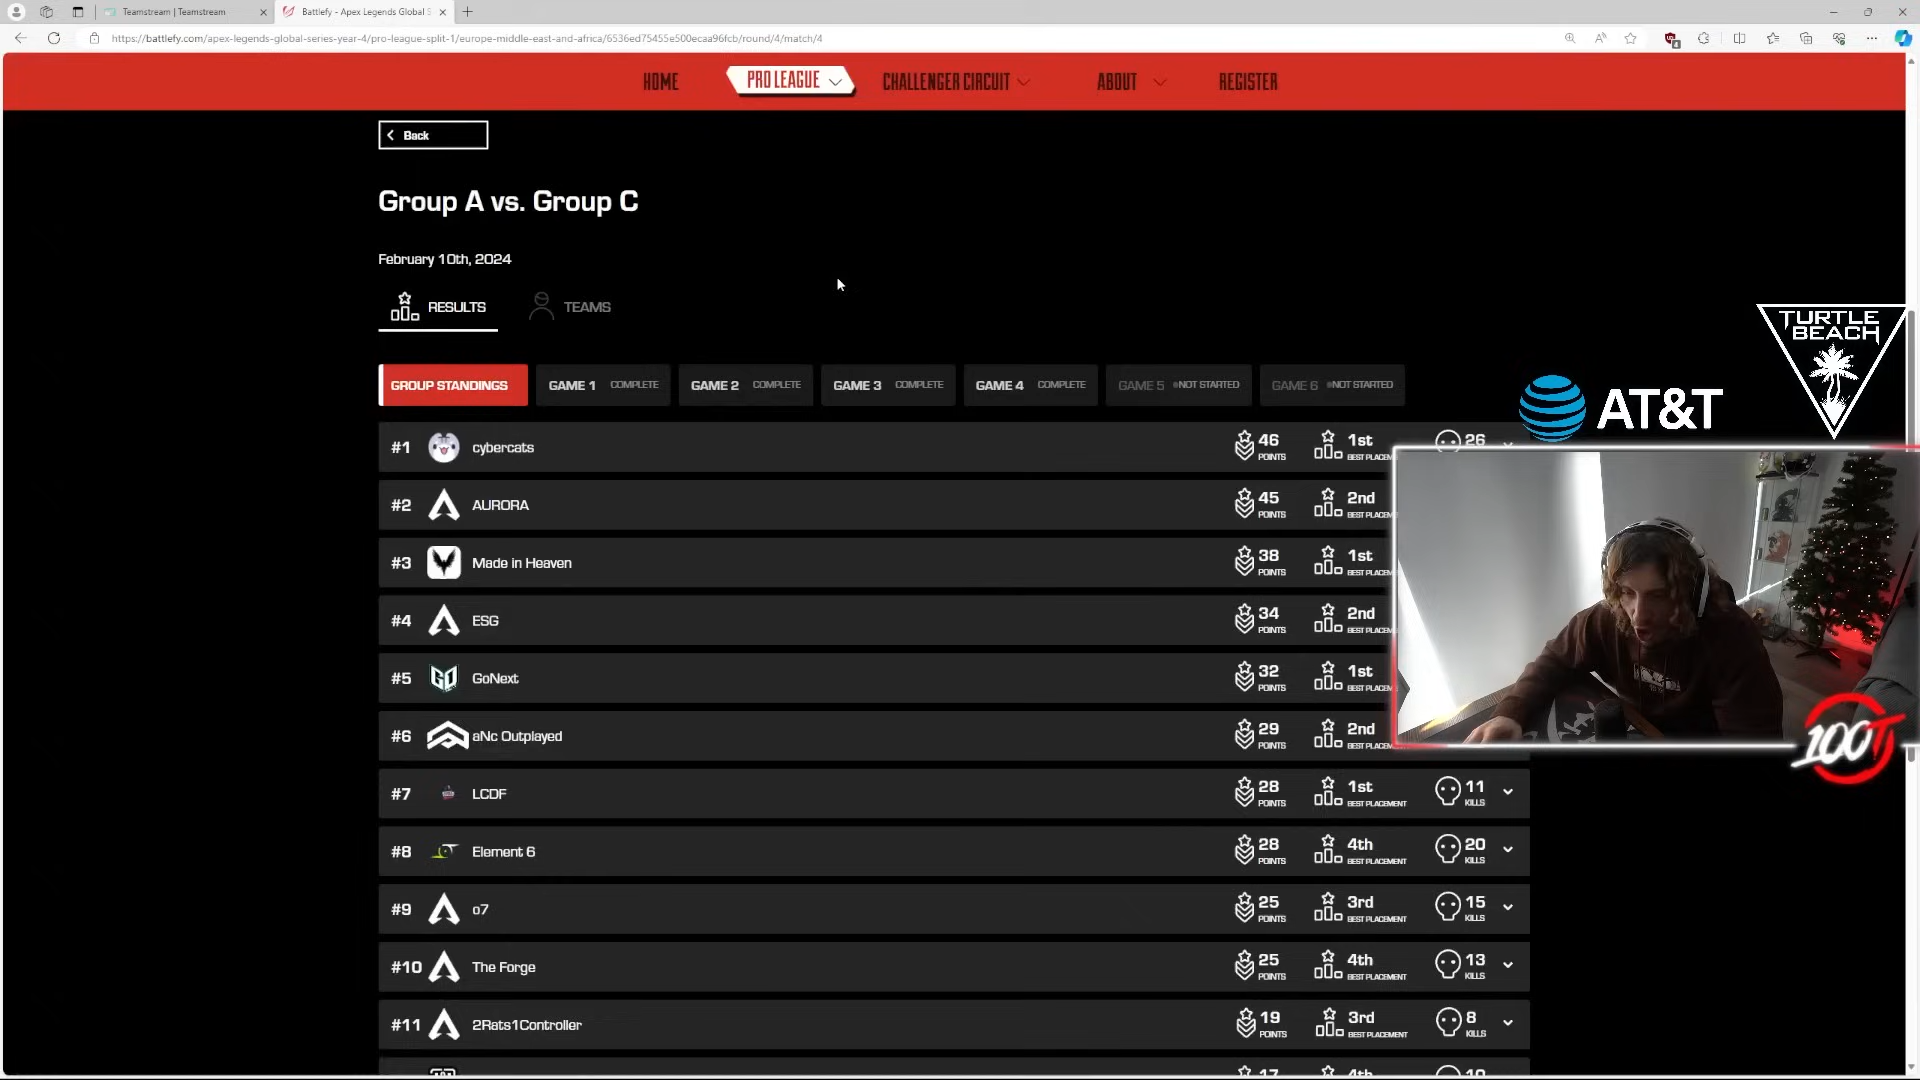 Teamstream | Teamstream
Battlefy - Apex Legends Global S
https://battlefy.com/apex-legends-global-series-year-4/pro-league-split-1/europe-middle-east-and-africa/6536ed75455e500ecaa96fcb/round/4/match/4
HOME PRO LEAGUE CHALLENGER CIRCUIT ABOUT REGISTER
Back
Group A vs. Group C
February 10th, 2024
RESULTS TEAMS
GROUP STANDINGS GAME 1 COMPLETE GAME 2 COMPLETE GAME 3 COMPLETE GAME 4 COMPLETE GAME 5 NOT STARTED GAME 6 NOT STARTED
#1 cybercats 46 POINTS 1st BEST PLACEMENT 26
#2 AURORA 45 POINTS 2nd
#3 Made in Heaven 38 POINTS 1st
#4 ESG 34 POINTS 2nd
#5 GoNext 32 POINTS 1st
#6 aNc Outplayed 29 POINTS 2nd
#7 LCDF 28 POINTS 1st BEST PLACEMENT 11 KILLS
#8 Element 6 28 POINTS 4th BEST PLACEMENT 20 KILLS
#9 o7 25 POINTS 3rd BEST PLACEMENT 15 KILLS
#10 The Forge 25 POINTS 4th BEST PLACEMENT 13 KILLS
#11 2Rats1Controller 19 POINTS 3rd BEST PLACEMENT 8 KILLS
17 4th 10
TURTLE BEACH
AT&T
100T